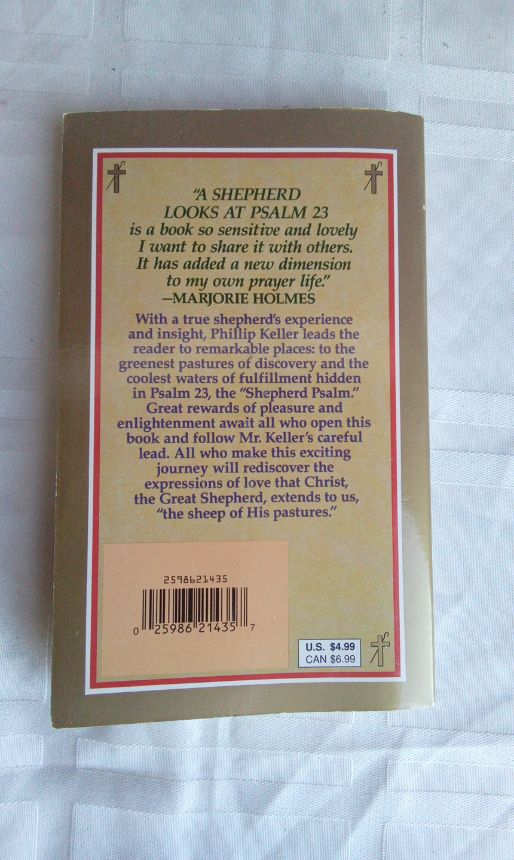 "A SHEPHERD
LOOKS AT PSALM 23
is a book so sensitive and lovely
I want to share it with others.
It has added a new dimension
to my own prayer life."
—MARJORIE HOLMES
With a true shepherd's experience
and insight, Phillip Keller leads the
reader to remarkable places: to the
greenest pastures of discovery and the
coolest waters of fulfillment hidden
in Psalm 23, the "Shepherd Psalm."
Great rewards of pleasure and
enlightenment await all who open this
book and follow Mr. Keller's careful
lead. All who make this exciting
journey will rediscover the
expressions of love that Christ,
the Great Shepherd, extends to us,
"the sheep of His pastures."
2598621435
0 25986 21435 7
U.S. $4.99
CAN $6.99